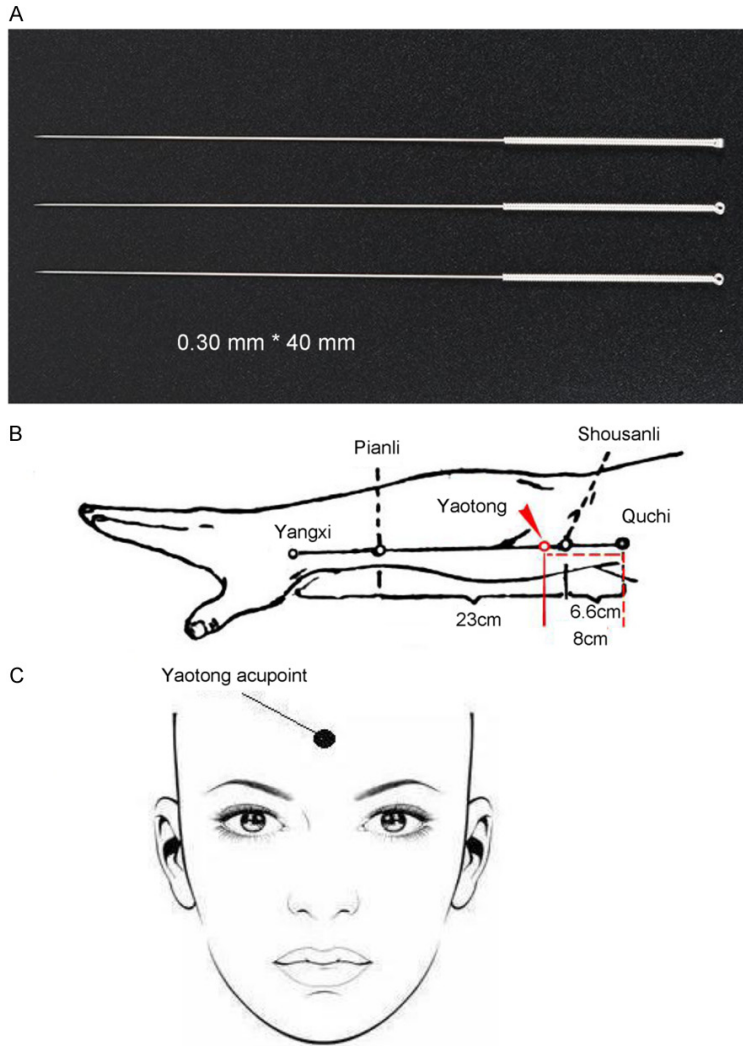 A
0.30 mm * 40 mm
B
Pianli
Shousanli
Yaotong
Quchi
Yangxi
23cm
6.6cm
8cm
C
Yaotong acupoint